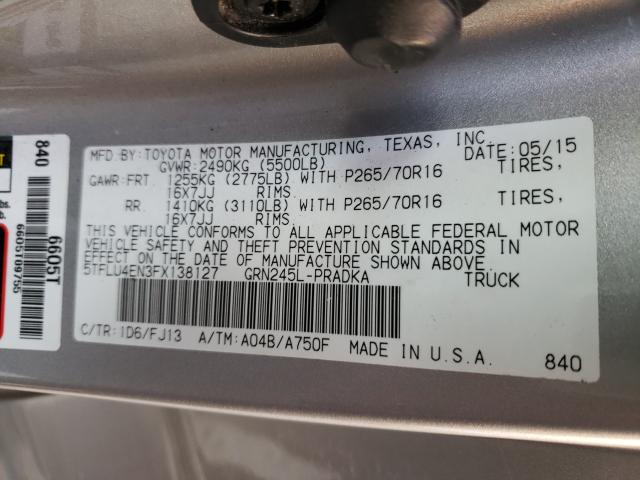 MFD.BY:TOYOTA MOTOR MANUFACTURING, TEXAS, INC.
GVWR:2490KG (5500LB) DATE:05/15
GAWR:FRT 1255KG (2775LB) WITH P265/70R16 TIRES,
16X7JJ RIMS
RR 1410KG (3110LB) WITH P265/70R16 TIRES,
16X7JJ RIMS
THIS VEHICLE CONFORMS TO ALL APPLICABLE FEDERAL MOTOR
VEHICLE SAFETY AND THEFT PREVENTION STANDARDS IN
EFFECT ON THE DATE OF MANUFACTURE SHOWN ABOVE.
5TFLU4EN3FX138127 GRN245L-PRADKA TRUCK
C/TR:1D6/FJ13 A/TM:A04B/A750F MADE IN U.S.A. 840
840
6605T
6605T09755
lbs.
lb.